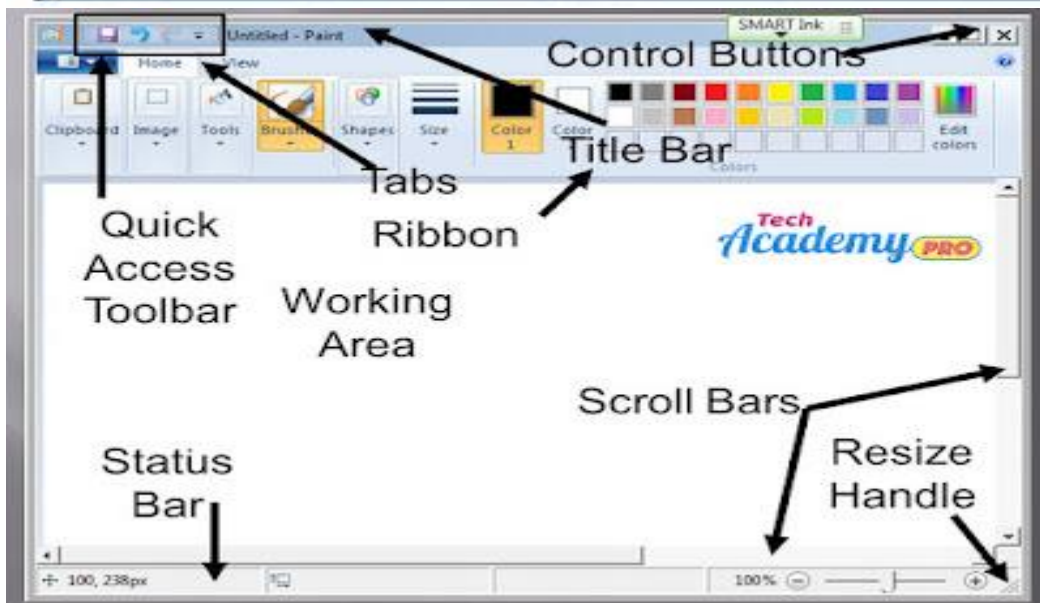 SMART Ink
Untitled - Paint
Control Buttons
Home View
Clipboard Image Tools Brushes Shapes Size Color 1 Color Edit colors
Title Bar
Colors
Tabs
Quick Access Toolbar
Ribbon
Tech Academy PRO
Working Area
Scroll Bars
Status Bar
Resize Handle
100, 238px
100%